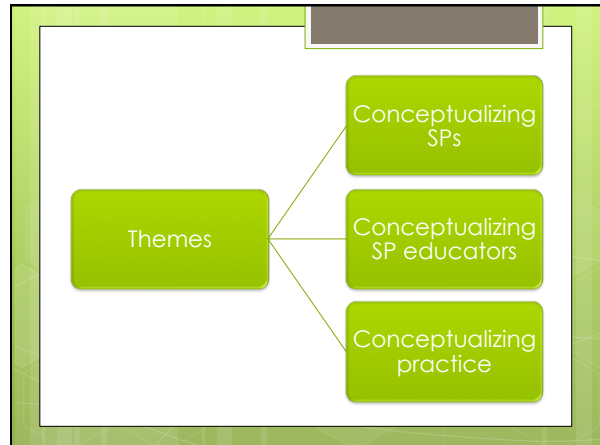 Themes
Conceptualizing
SPs
Conceptualizing
SP educators
Conceptualizing
practice